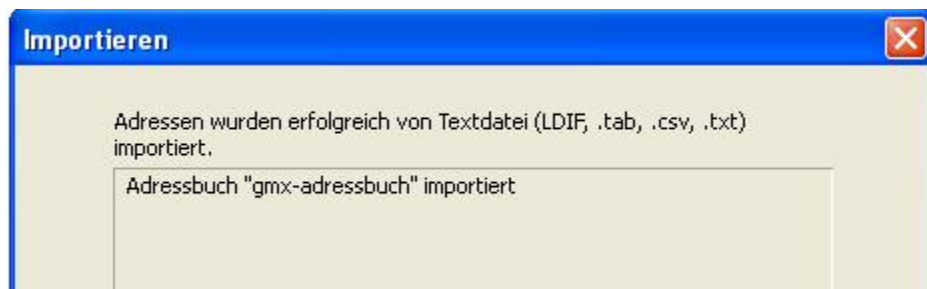 Importieren
Adressen wurden erfolgreich von Textdatei (LDIF, .tab, .csv, .txt)
importiert.
Adressbuch "gmx-adressbuch" importiert